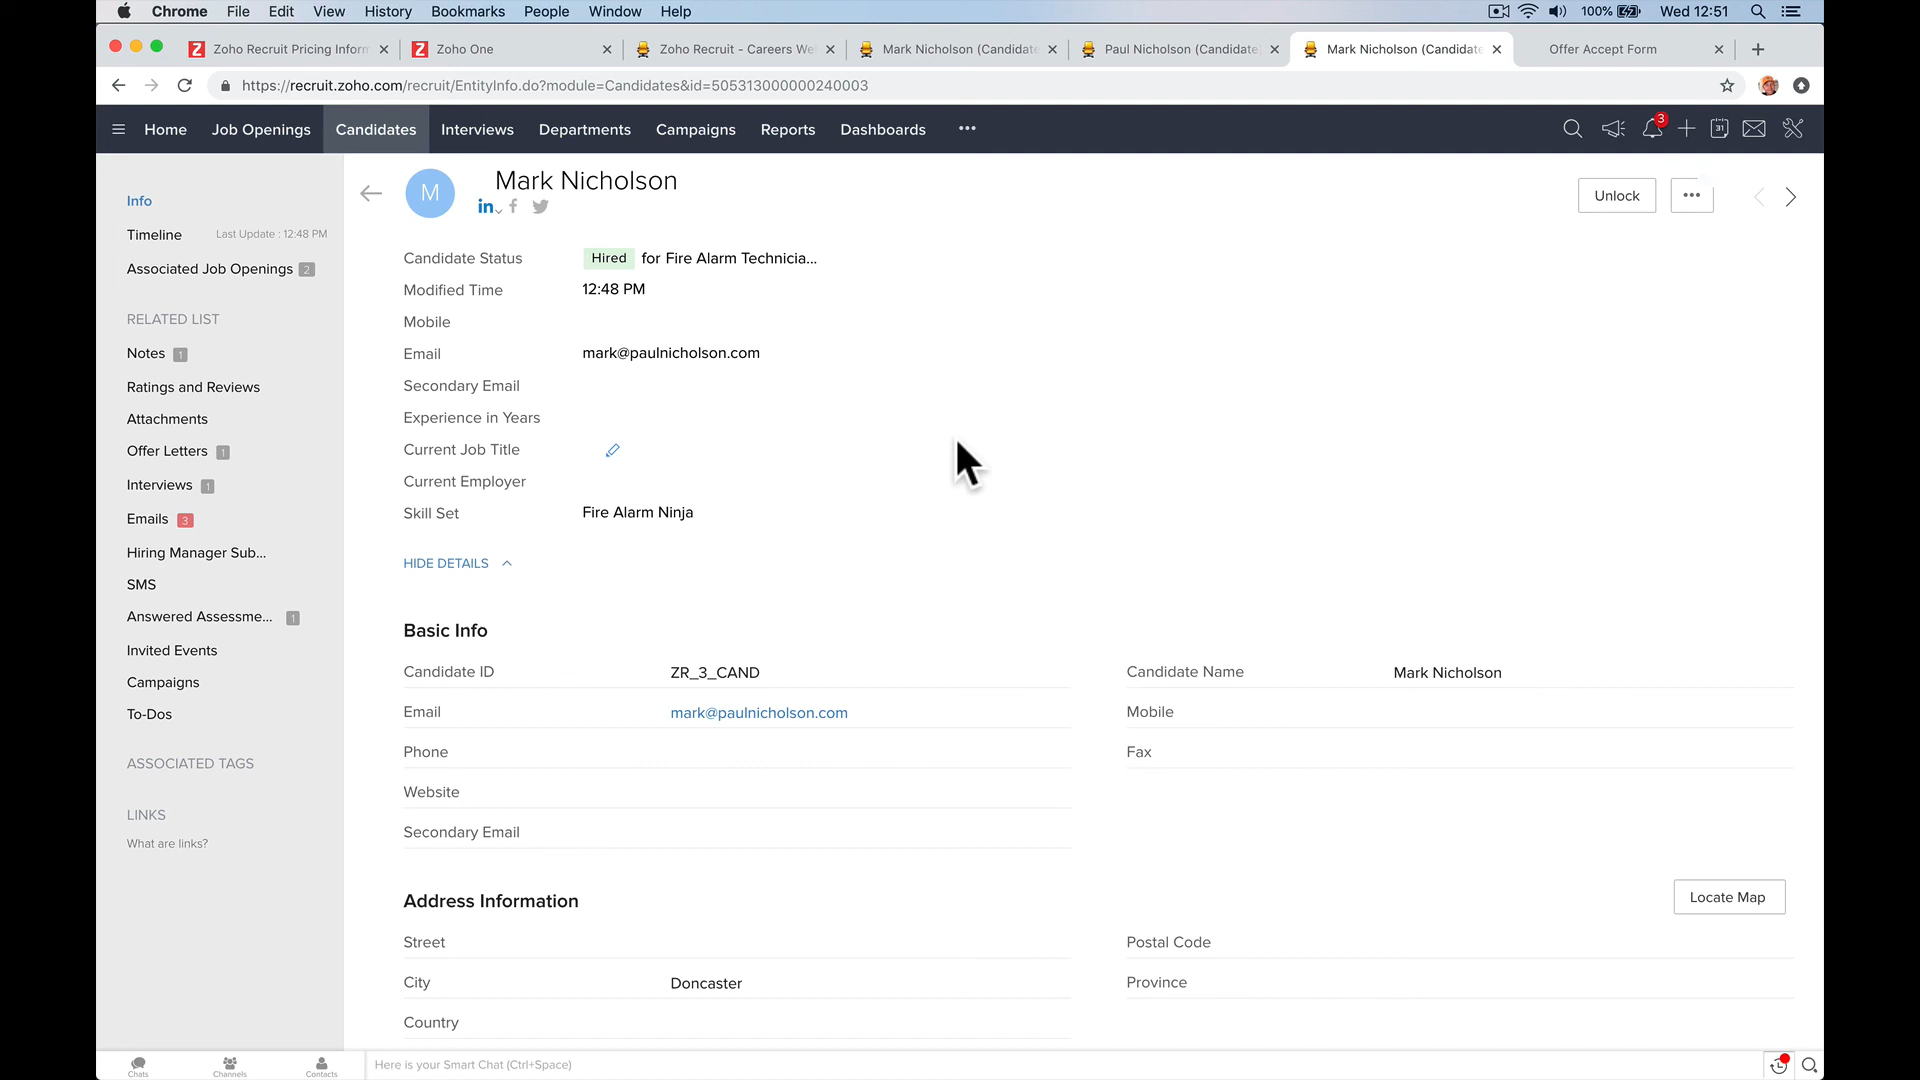 Chrome File Edit View History Bookmarks People Window Help 100% Wed 12:51
Zoho Recruit Pricing Inform Zoho One Zoho Recruit - Careers We Mark Nicholson (Candidate Paul Nicholson (Candidate Mark Nicholson (Candidate Offer Accept Form
https://recruit.zoho.com/recruit/EntityInfo.do?module=Candidates&id=505313000000240003
Home Job Openings Candidates Interviews Departments Campaigns Reports Dashboards ••• 3 31
Info
Timeline Last Update : 12:48 PM
Associated Job Openings 2
RELATED LIST
Notes 1
Ratings and Reviews
Attachments
Offer Letters 1
Interviews 1
Emails 3
Hiring Manager Sub...
SMS
Answered Assessme... 1
Invited Events
Campaigns
To-Dos
ASSOCIATED TAGS
LINKS
What are links?
M Mark Nicholson
in f
Unlock •••
Candidate Status Hired for Fire Alarm Technicia...
Modified Time 12:48 PM
Mobile
Email mark@paulnicholson.com
Secondary Email
Experience in Years
Current Job Title
Current Employer
Skill Set Fire Alarm Ninja
HIDE DETAILS
Basic Info
Candidate ID ZR_3_CAND Candidate Name Mark Nicholson
Email mark@paulnicholson.com Mobile
Phone Fax
Website
Secondary Email
Address Information Locate Map
Street Postal Code
City Doncaster Province
Country
Chats Channels Contacts Here is your Smart Chat (Ctrl+Space)